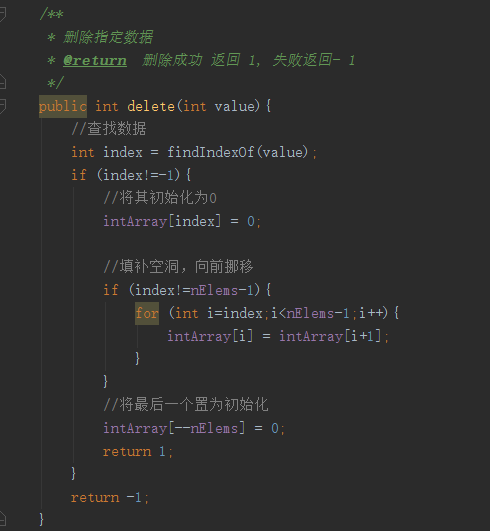 /**
 * 删除指定数据
 * @return 删除成功 返回 1, 失败返回- 1
 */
public int delete(int value){
    //查找数据
    int index = findIndexOf(value);
    if (index!=-1){
        //将其初始化为0
        intArray[index] = 0;
        //填补空洞，向前挪移
        if (index!=nElems-1){
            for (int i=index;i<nElems-1;i++){
                intArray[i] = intArray[i+1];
            }
        }
        //将最后一个置为初始化
        intArray[--nElems] = 0;
        return 1;
    }
    return -1;
}